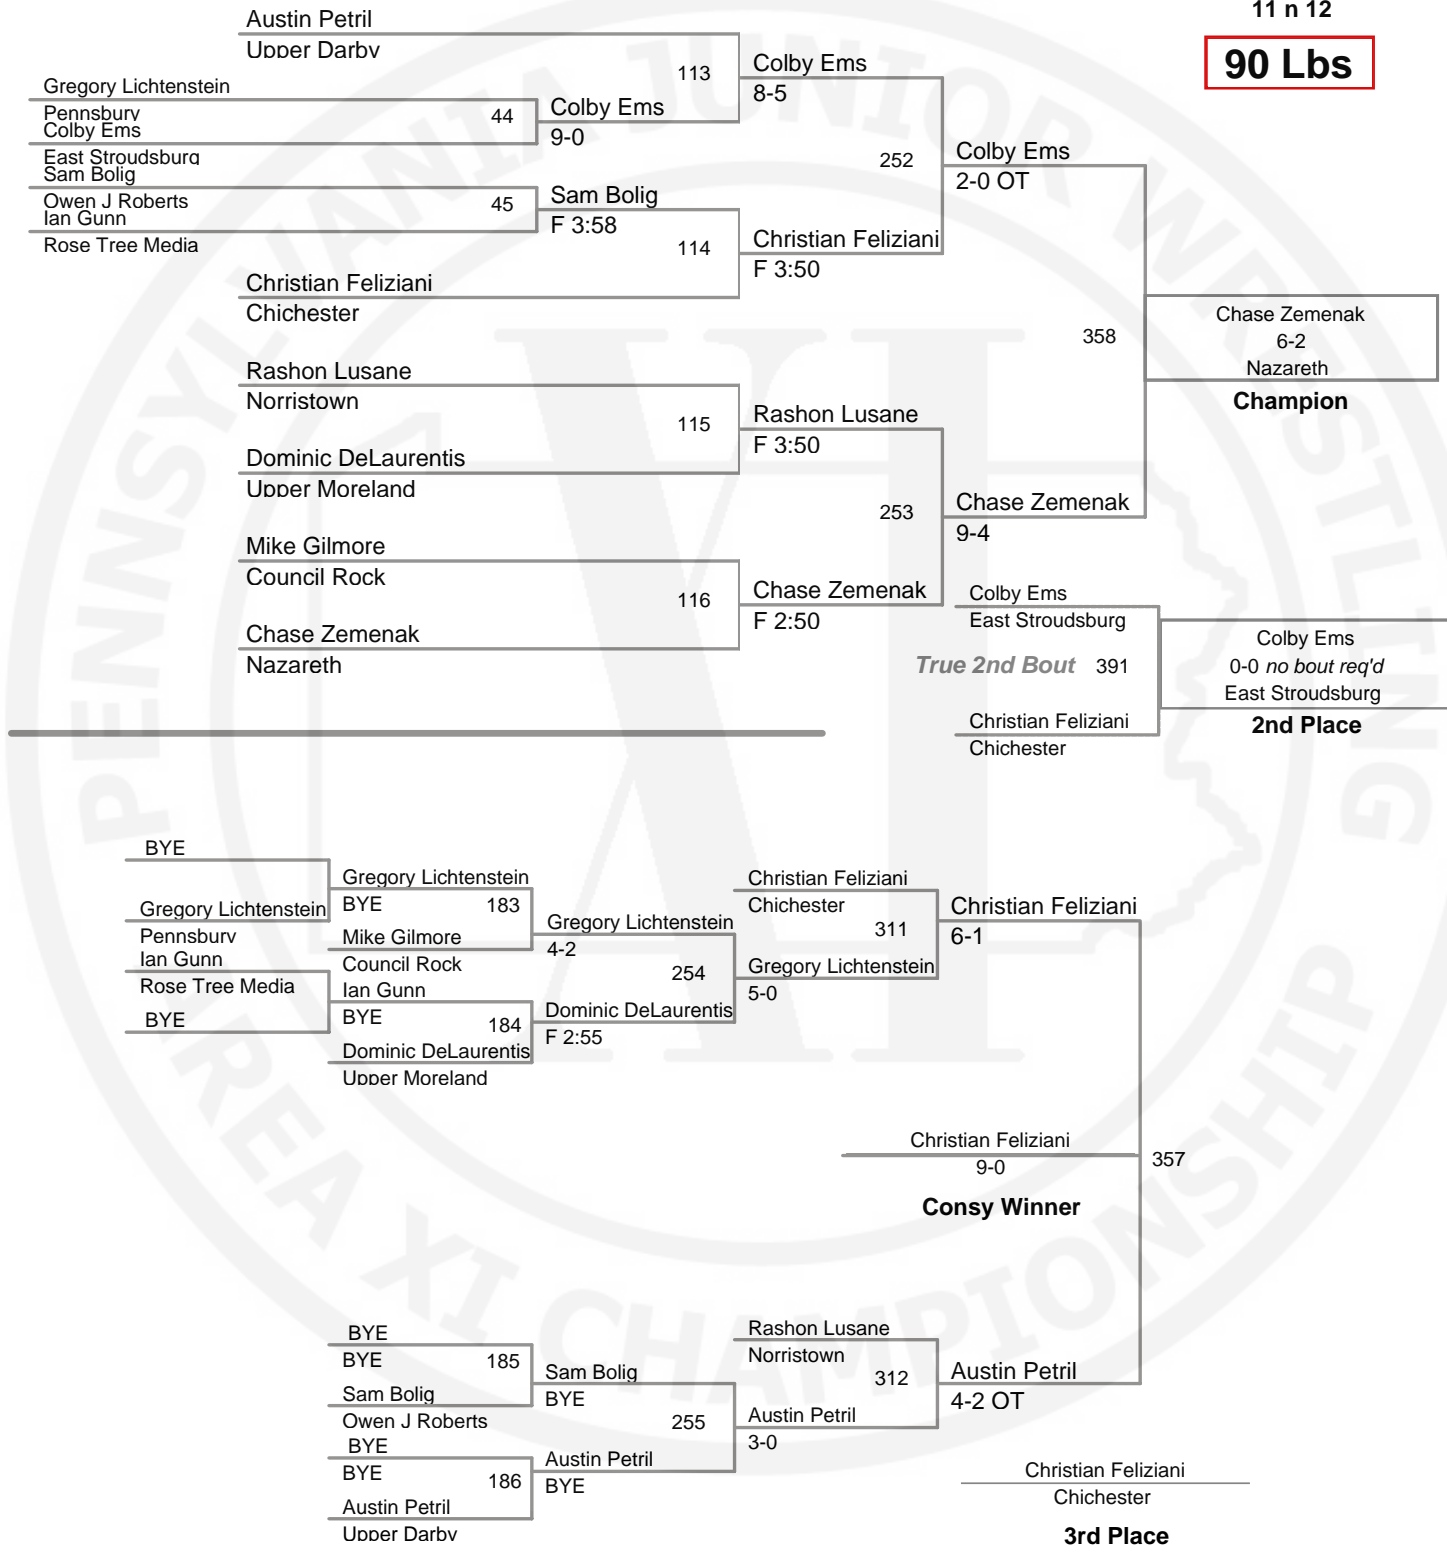 11 n 12
90 Lbs
Austin Petril
Upper Darby
113
Colby Ems
8-5
Gregory Lichtenstein
Pennsbury
44
Colby Ems
9-0
Colby Ems
East Stroudsburg
252
Colby Ems
2-0 OT
Sam Bolig
Owen J Roberts
45
Sam Bolig
F 3:58
Ian Gunn
Rose Tree Media
114
Christian Feliziani
F 3:50
Christian Feliziani
Chichester
358
Chase Zemenak
6-2
Nazareth
Champion
Rashon Lusane
Norristown
115
Rashon Lusane
F 3:50
Dominic DeLaurentis
Upper Moreland
253
Chase Zemenak
9-4
Mike Gilmore
Council Rock
116
Chase Zemenak
F 2:50
Chase Zemenak
Nazareth
Colby Ems
East Stroudsburg
True 2nd Bout 391
Colby Ems
0-0 no bout req'd
East Stroudsburg
2nd Place
Christian Feliziani
Chichester
BYE
Gregory Lichtenstein
BYE
183
Gregory Lichtenstein
Pennsbury
Mike Gilmore
Council Rock
Gregory Lichtenstein
4-2
Ian Gunn
Rose Tree Media
Ian Gunn
BYE
184
BYE
Dominic DeLaurentis
Upper Moreland
Dominic DeLaurentis
F 2:55
254
Christian Feliziani
Chichester
311
Gregory Lichtenstein
5-0
Christian Feliziani
6-1
Christian Feliziani
9-0
357
Consy Winner
BYE
BYE
185
Sam Bolig
Owen J Roberts
Sam Bolig
BYE
255
BYE
BYE
186
Austin Petril
Upper Darby
Austin Petril
BYE
Rashon Lusane
Norristown
312
Austin Petril
3-0
Austin Petril
4-2 OT
Christian Feliziani
Chichester
3rd Place
PENNSYLVANIA JUNIOR WRESTLING
AREA XI CHAMPIONSHIP
XI